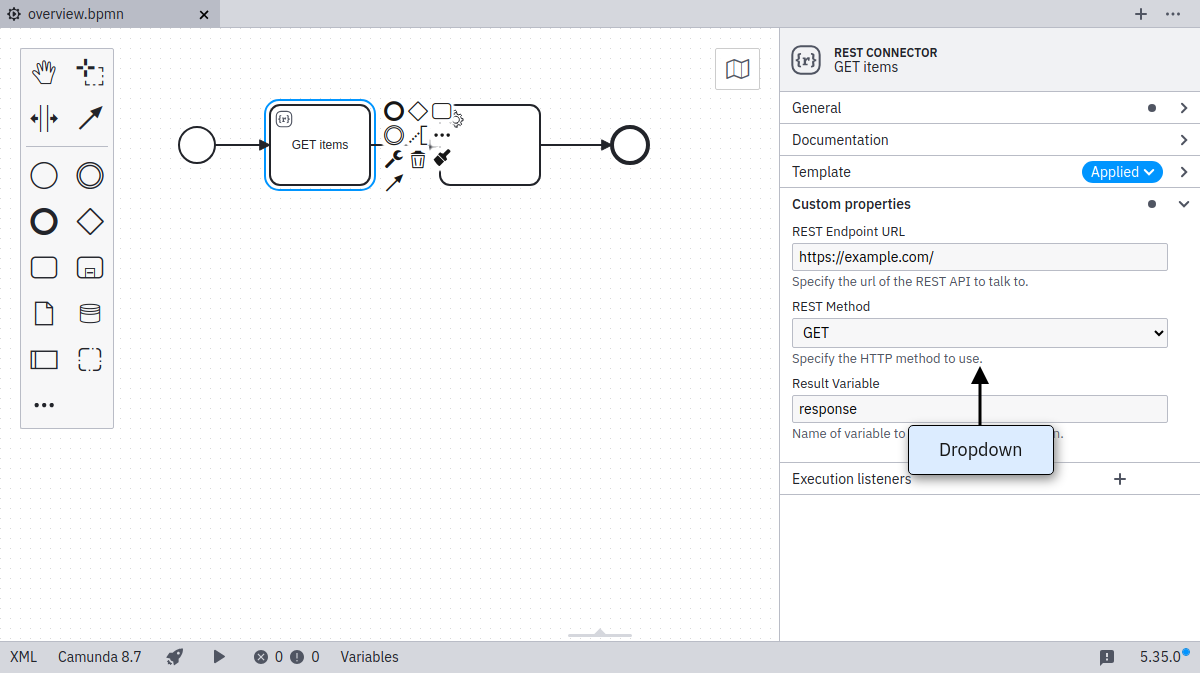 overview.bpmn
REST CONNECTOR
GET items
{r}
{r}
GET items
General
Documentation
Template
Applied
Custom properties
REST Endpoint URL
https://example.com/
Specify the url of the REST API to talk to.
REST Method
GET
Specify the HTTP method to use.
Result Variable
response
Name of variable to
Dropdown
Execution listeners
XML
Camunda 8.7
0
0
Variables
5.35.0